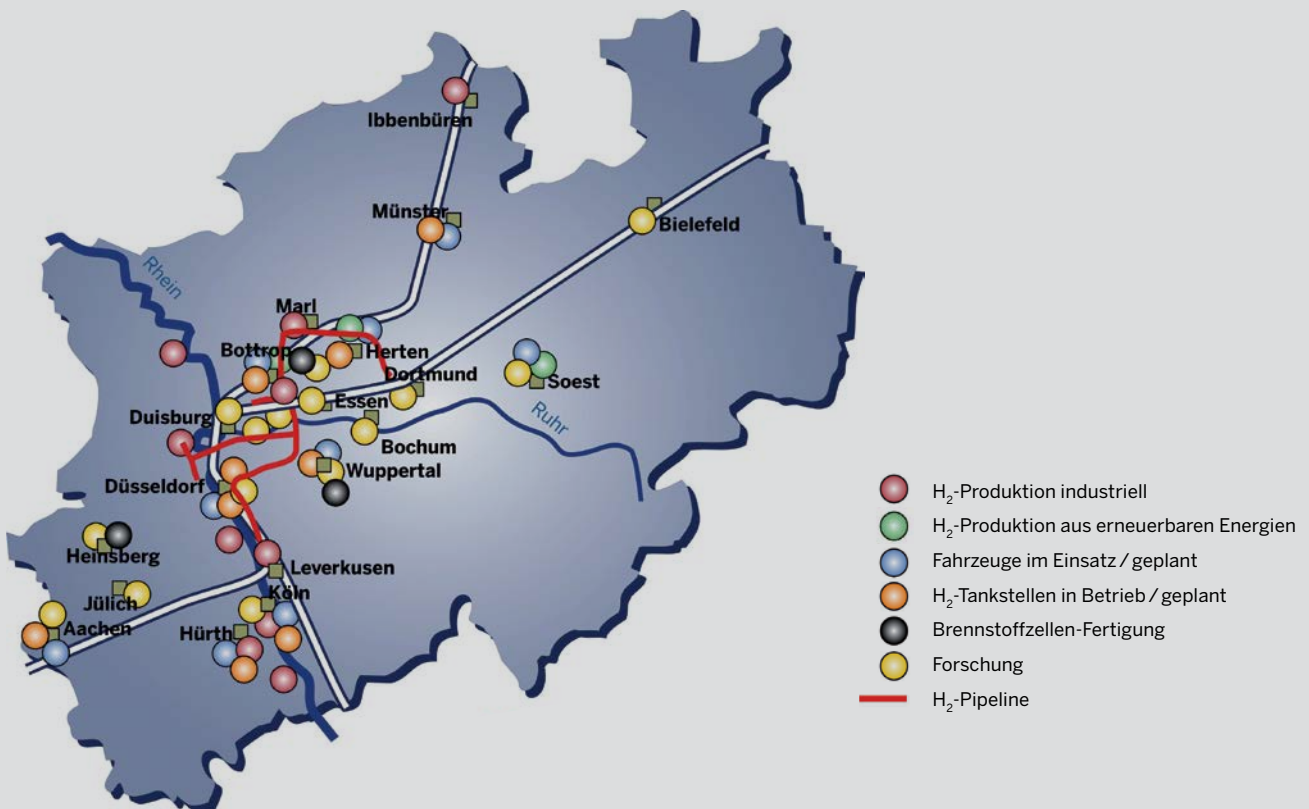 Ibbenbüren
Münster
Bielefeld
Rhein
Marl
Bottrop
Herten
Dortmund
Soest
Duisburg
Essen
Ruhr
Bochum
Wuppertal
Düsseldorf
Heinsberg
Leverkusen
Jülich
Köln
Aachen
Hürth
H₂-Produktion industriell
H₂-Produktion aus erneuerbaren Energien
Fahrzeuge im Einsatz / geplant
H₂-Tankstellen in Betrieb / geplant
Brennstoffzellen-Fertigung
Forschung
H₂-Pipeline